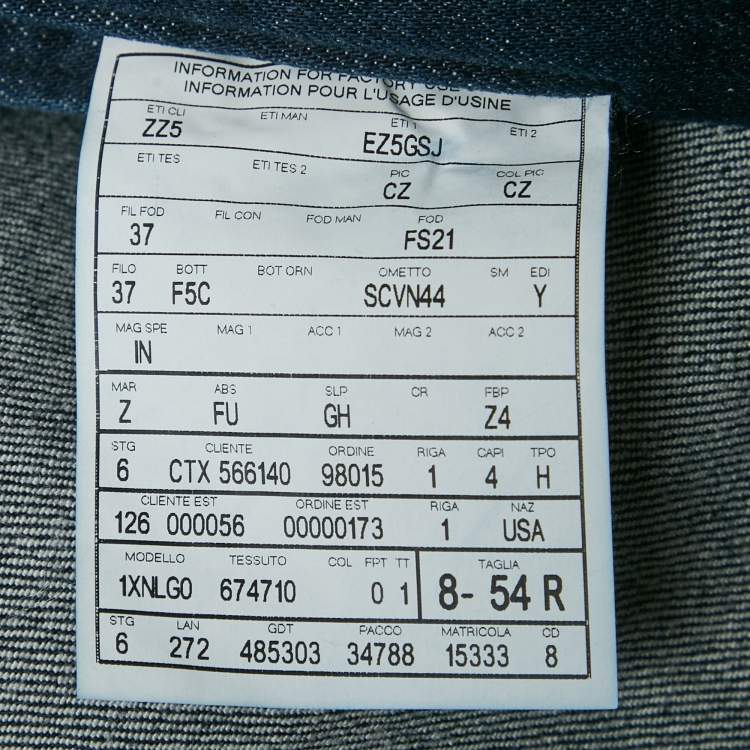 INFORMATION FOR FACTORY USE
INFORMATION POUR L'USAGE D'USINE
ETI CLI ETI MAN ETI 1 ETI 2
ZZ5 EZ5GSJ
ETI TES ETI TES 2 PIC COL PIC
CZ CZ
FIL FOD FIL CON FOD MAN FOD
37 FS21
FILO BOTT BOT ORN OMETTO SM EDI
37 F5C SCVN44 Y
MAG SPE MAG 1 ACC 1 MAG 2 ACC 2
IN
MAR ABS SLP CR FBP
Z FU GH Z4
STG CLIENTE ORDINE RIGA CAPI TPO
6 CTX 566140 98015 1 4 H
CLIENTE EST ORDINE EST RIGA NAZ
126 000056 00000173 1 USA
MODELLO TESSUTO COL FPT TT TAGLIA
1XNLG0 674710 0 1 8- 54 R
STG LAN GDT PACCO MATRICOLA CD
6 272 485303 34788 15333 8